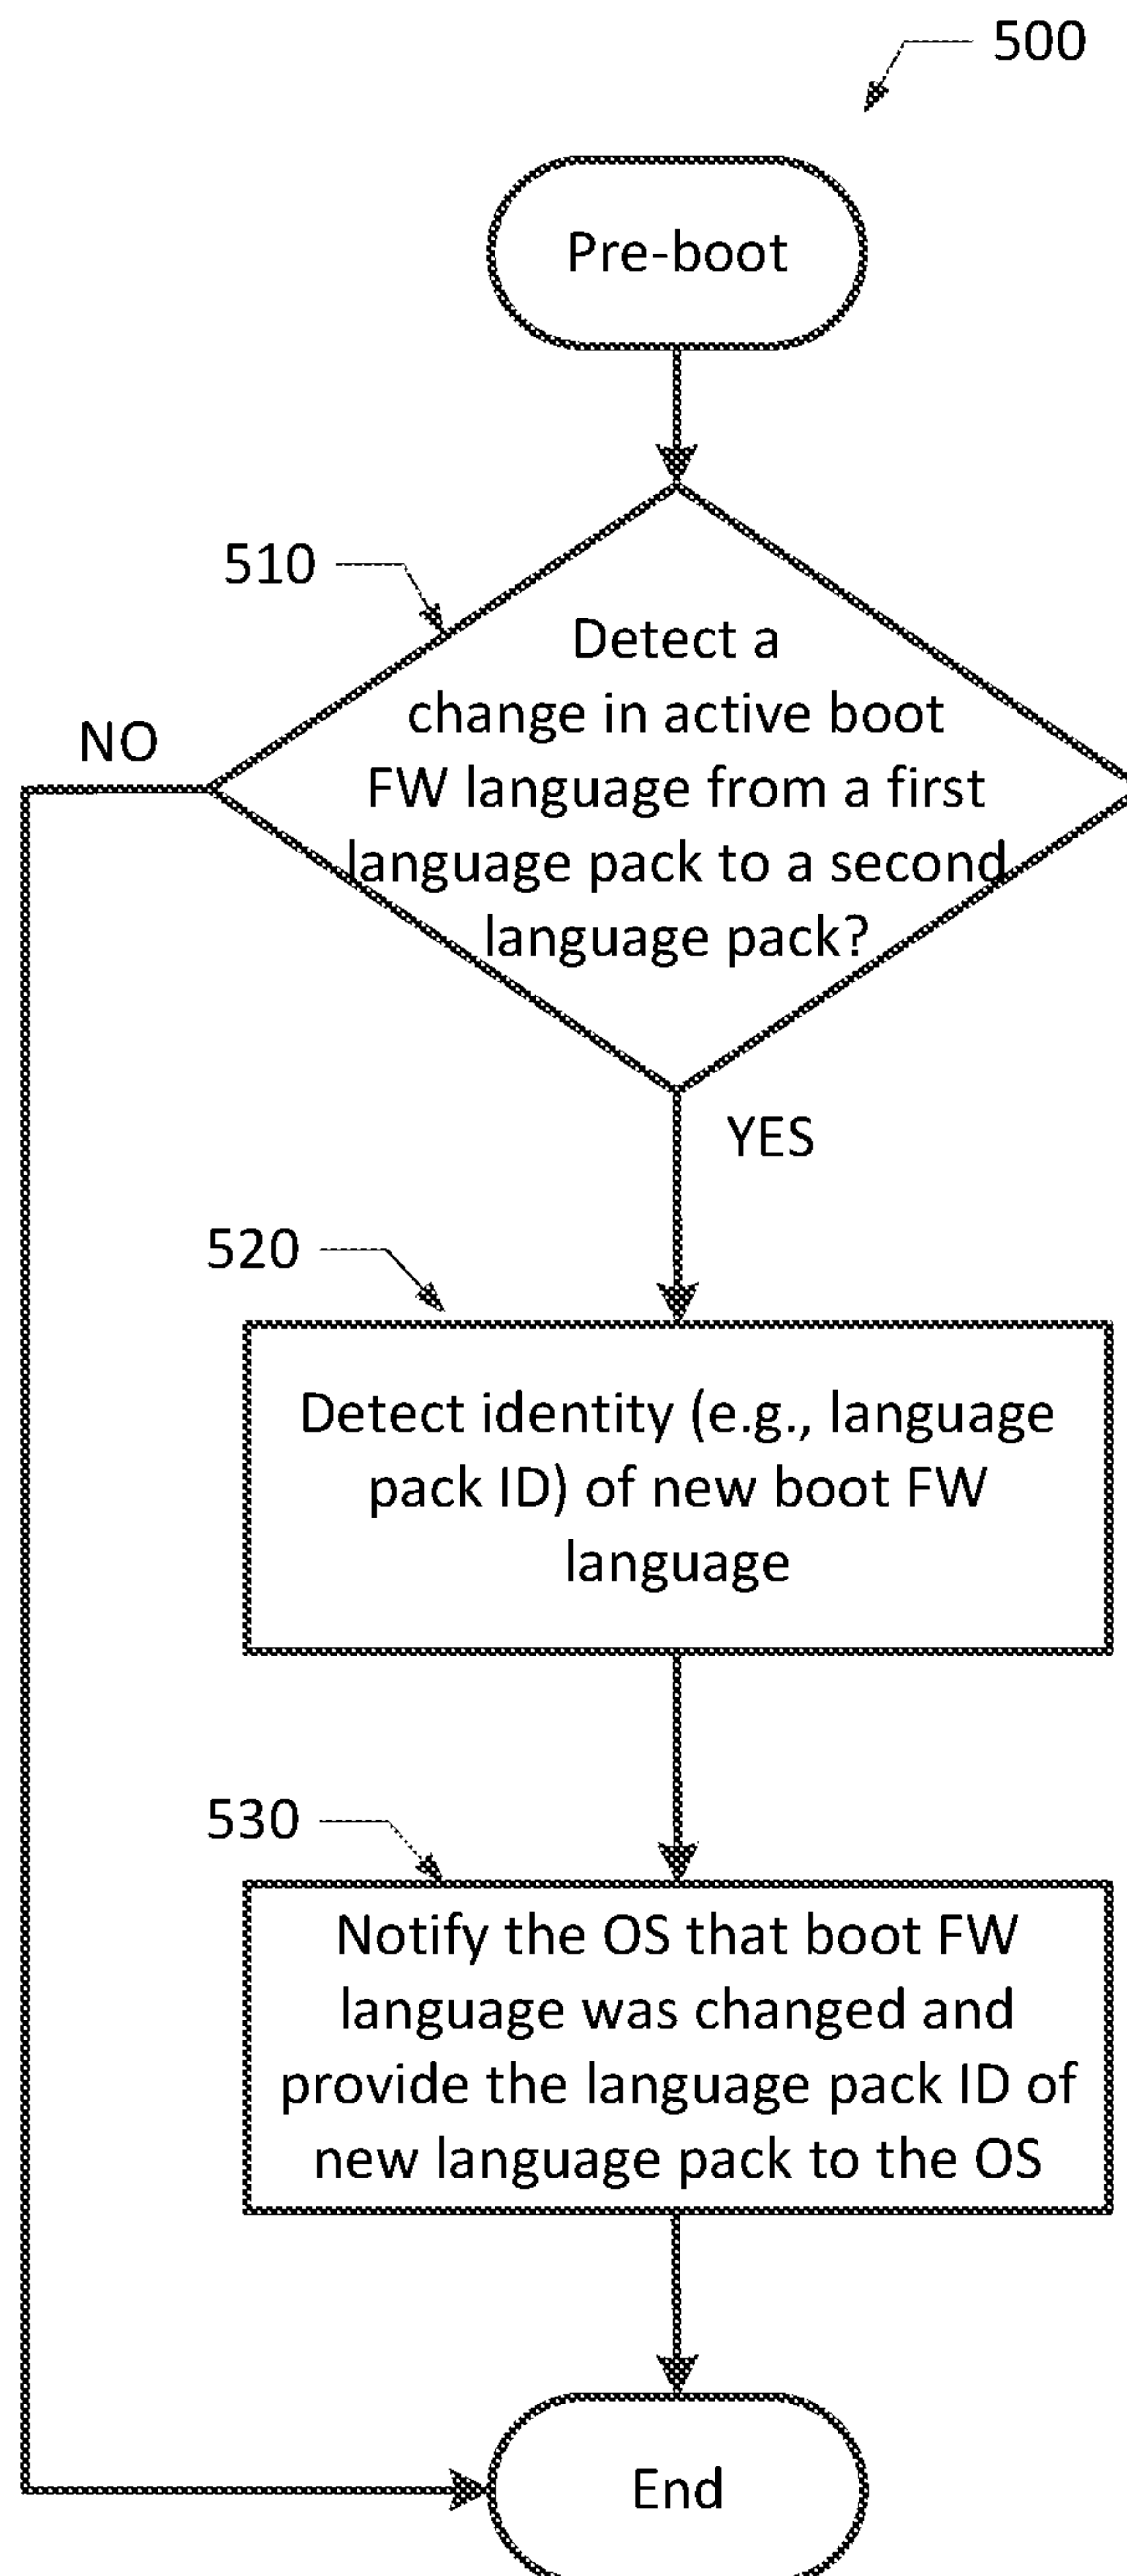 500
Pre-boot
510
Detect a
change in active boot
FW language from a first
language pack to a second
language pack?
NO
YES
520
Detect identity (e.g., language
pack ID) of new boot FW
language
530
Notify the OS that boot FW
language was changed and
provide the language pack ID of
new language pack to the OS
End